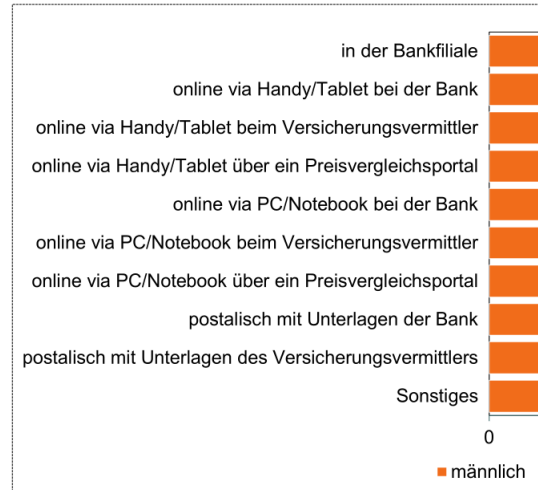 in der Bankfiliale
online via Handy/Tablet bei der Bank
online via Handy/Tablet beim Versicherungsvermittler
online via Handy/Tablet über ein Preisvergleichsportal
online via PC/Notebook bei der Bank
online via PC/Notebook beim Versicherungsvermittler
online via PC/Notebook über ein Preisvergleichsportal
postalisch mit Unterlagen der Bank
postalisch mit Unterlagen des Versicherungsvermittlers
Sonstiges
0
männlich